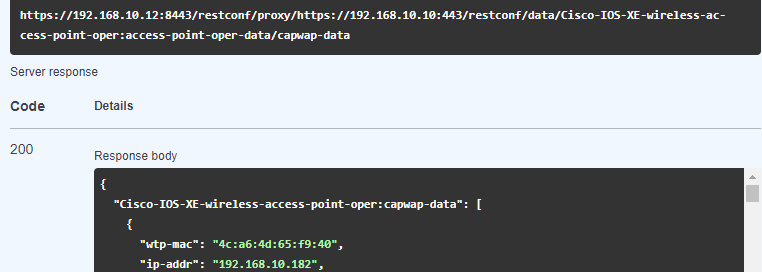 https://192.168.10.12:8443/restconf/proxy/https://192.168.10.10:443/restconf/data/Cisco-IOS-XE-wireless-ac-
cess-point-oper:access-point-oper-data/capwap-data
Server response
Code Details
200
Response body
{
"Cisco-IOS-XE-wireless-access-point-oper:capwap-data": [
{
"wtp-mac": "4c:a6:4d:65:f9:40",
"ip-addr": "192.168.10.182",